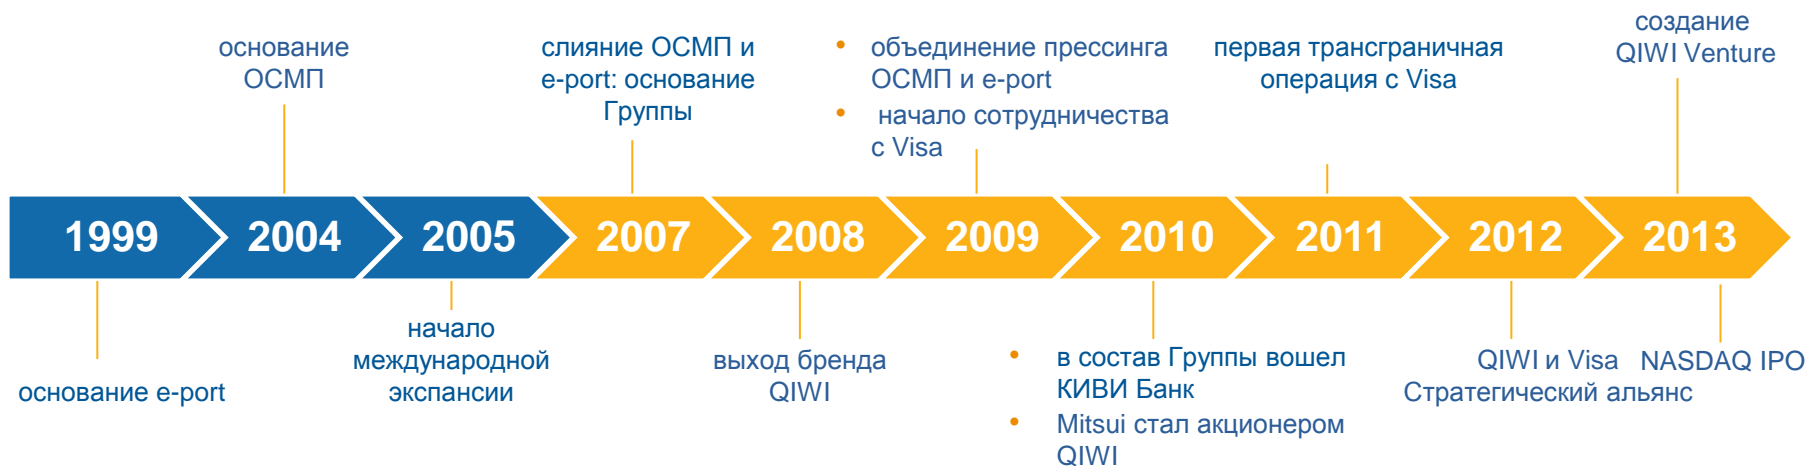 основание
ОСМП
слияние ОСМП и
e-port: основание
Группы
• объединение прессинга
ОСМП и e-port
• начало сотрудничества
с Visa
первая трансграничная
операция с Visa
создание
QIWI Venture
1999
2004
2005
2007
2008
2009
2010
2011
2012
2013
основание e-port
начало
международной
экспансии
выход бренда
QIWI
• в состав Группы вошел
КИВИ Банк
• Mitsui стал акционером
QIWI
QIWI и Visa
Стратегический альянс
NASDAQ IPO